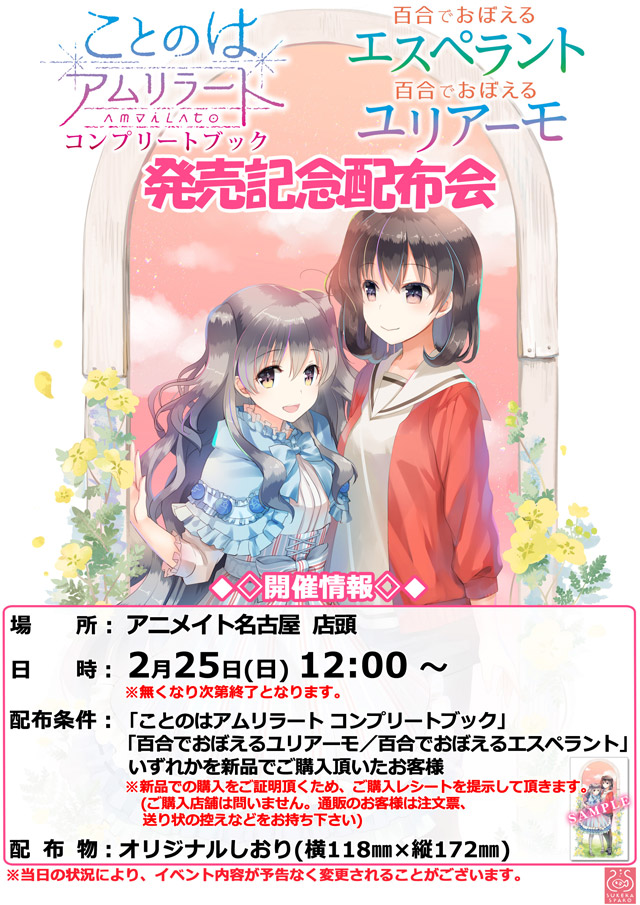 ことのは
アムリラート
AMVILATO
コンプリートブック
百合でおぼえる
エスペラント
百合でおぼえる
ユリアーモ
発売記念配布会
◆◇開催情報◇◆
場　所：アニメイト名古屋 店頭
日　時：2月25日(日) 12:00 ～
※無くなり次第終了となります。
配布条件：「ことのはアムリラート コンプリートブック」
「百合でおぼえるユリアーモ／百合でおぼえるエスペラント」
いずれかを新品でご購入頂いたお客様
※新品での購入をご証明頂くため、ご購入レシートを提示して頂きます。
(ご購入店舗は問いません。通販のお客様は注文票、
送り状の控えなどをお持ち下さい)
SAMPLE
配 布 物：オリジナルしおり(横118㎜×縦172㎜)
※当日の状況により、イベント内容が予告なく変更されることがございます。
SUKERA
SPARO